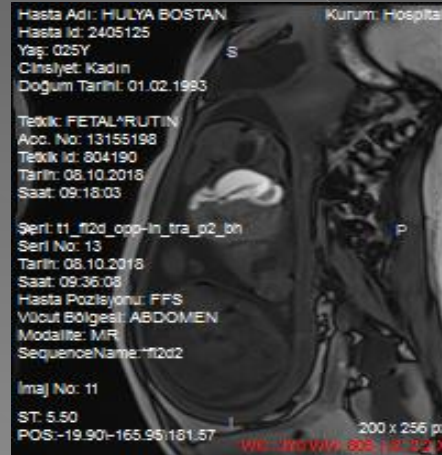 Hasta Adı: HULYA BOSTAN
Kurum: Hospita
Hasta Id: 2405125
Yaş: 025Y
Cinsiyet: Kadın
Doğum Tarihi: 01.02.1993
S
Tetkik: FETAL^RUTIN
Acc. No: 13155198
Tetkik Id: 804190
Tarih: 08.10.2018
Saat: 09:18:03
Seri: t1_fl2d_opp-in_tra_p2_bh
P
Seri No: 13
Tarih: 08.10.2018
Saat: 09:36:08
Hasta Pozisyonu: FFS
Vücut Bölgesi: ABDOMEN
Modalite: MR
SequenceName:*fl2d2
İmaj No: 11
ST: 5.50
POS:-19.90\-165.95\181.57
200 x 256 px